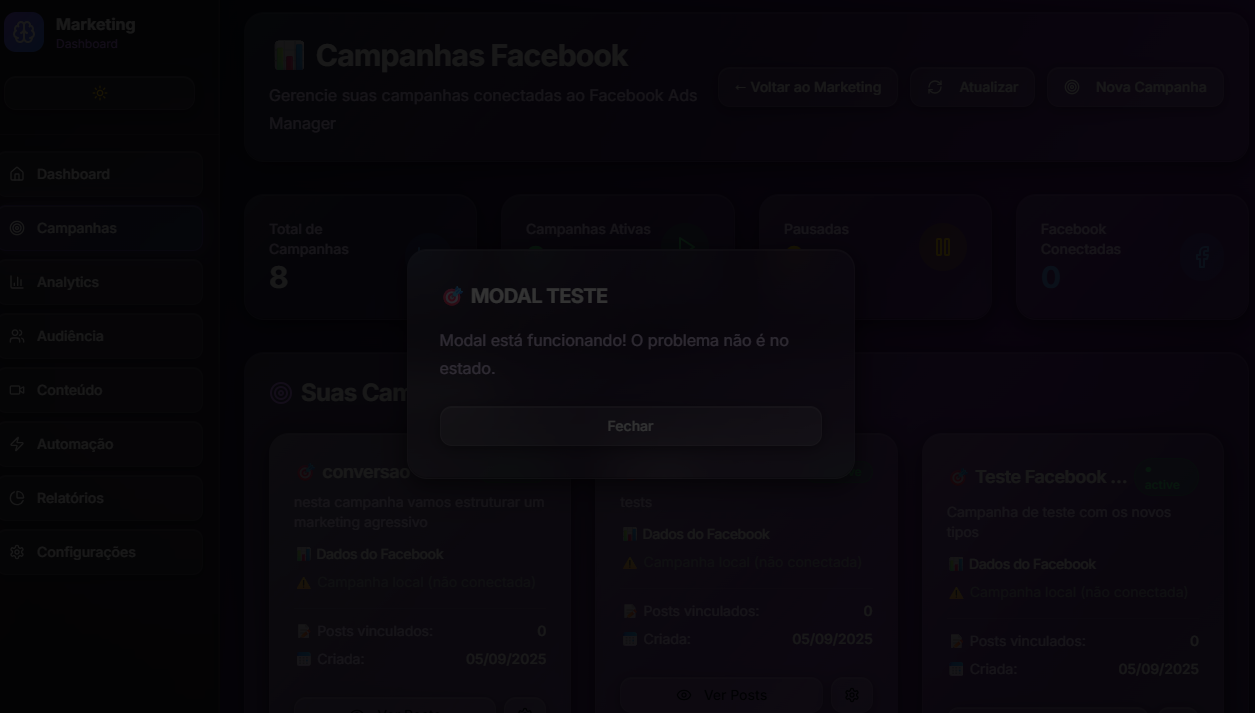 Marketing
Dashboard
Dashboard
Campanhas
Analytics
Audiência
Conteúdo
Automação
Relatórios
Configurações
Campanhas Facebook
Gerencie suas campanhas conectadas ao Facebook Ads
Manager
← Voltar ao Marketing
Atualizar
Nova Campanha
Total de
Campanhas
8
Campanhas Ativas
Pausadas
Facebook
Conectadas
0
MODAL TESTE
Modal está funcionando! O problema não é no
estado.
Fechar
Suas Cam
conversao
nesta campanha vamos estruturar um
marketing agressivo
Dados do Facebook
Campanha local (não conectada)
Posts vinculados: 0
Criada: 05/09/2025
tests
Dados do Facebook
Campanha local (não conectada)
Posts vinculados: 0
Criada: 05/09/2025
Ver Posts
Teste Facebook ...
active
Campanha de teste com os novos
tipos
Dados do Facebook
Campanha local (não conectada)
Posts vinculados: 0
Criada: 05/09/2025